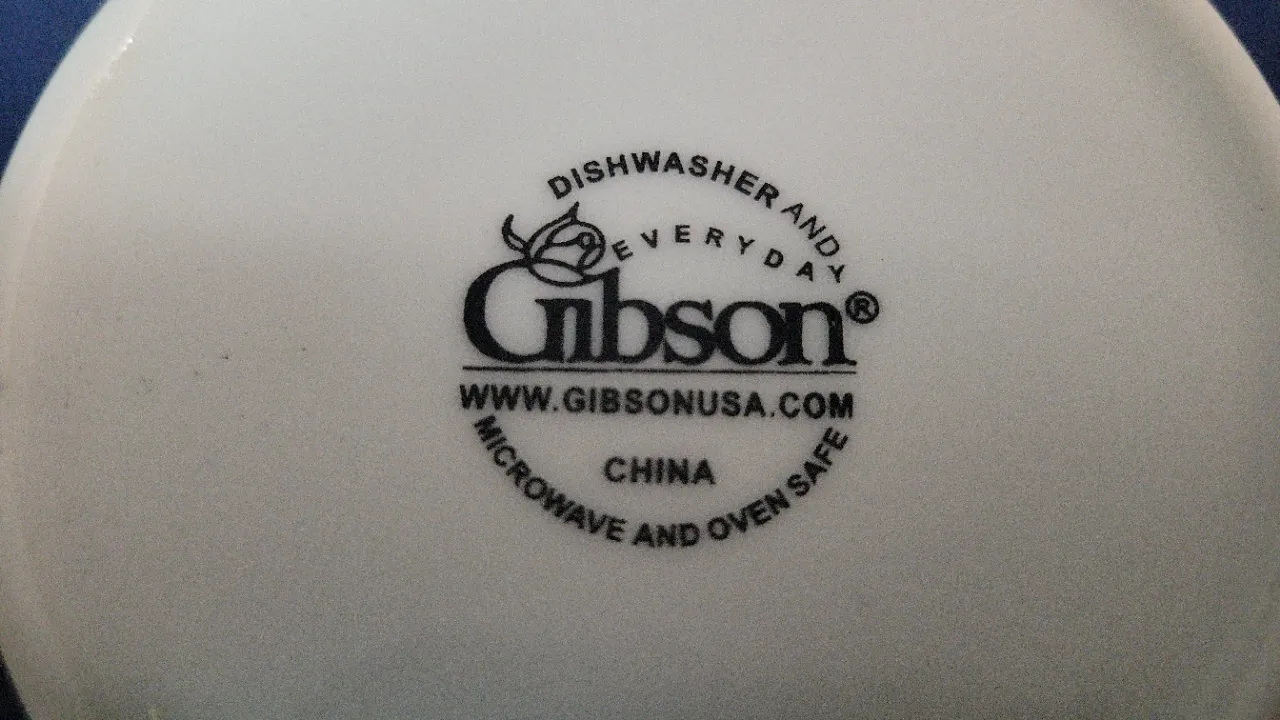 DISHWASHER AND
EVERYDAY
Gibson®
WWW.GIBSONUSA.COM
CHINA
MICROWAVE AND OVEN SAFE